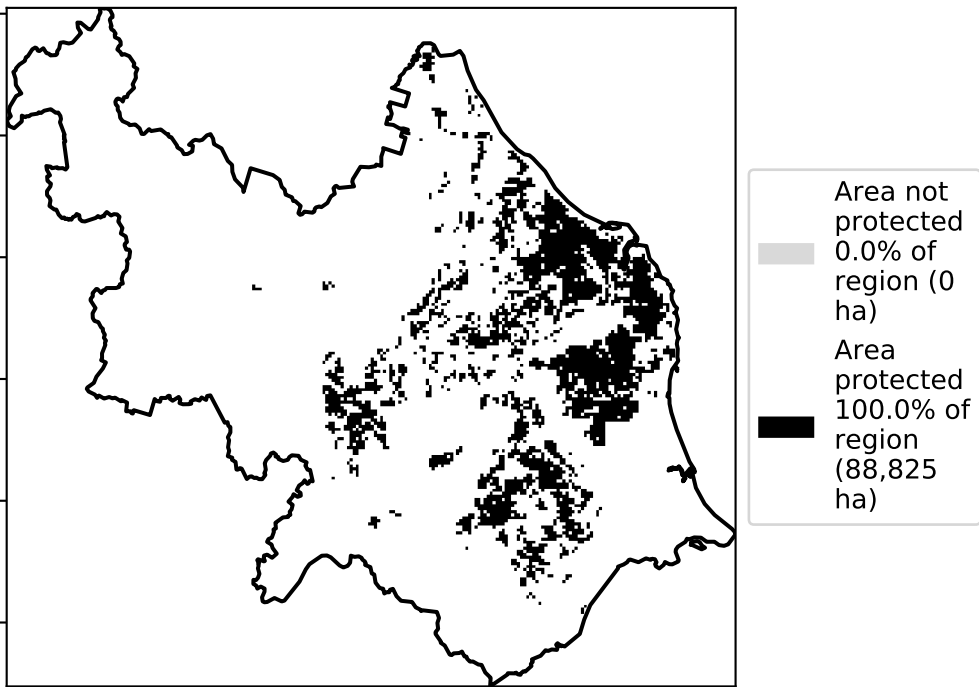 Area not
protected
0.0% of
region (0
ha)
Area
protected
100.0% of
region
(88,825
ha)